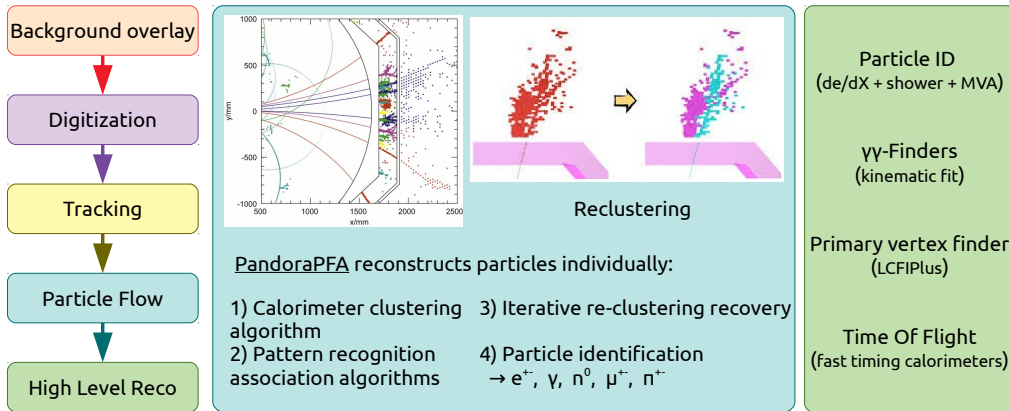 Background overlay
Digitization
Tracking
Particle Flow
High Level Reco
1000
500
0
-500
-1000
y/mm
500
1000
1500
2000
2500
x/mm
Reclustering
PandoraPFA reconstructs particles individually:
1) Calorimeter clustering
algorithm
2) Pattern recognition
association algorithms
3) Iterative re-clustering recovery
4) Particle identification
→ e⁺⁻, γ, n⁰, μ⁺⁻, π⁺⁻
Particle ID
(de/dX + shower + MVA)
γγ-Finders
(kinematic fit)
Primary vertex finder
(LCFIPlus)
Time Of Flight
(fast timing calorimeters)